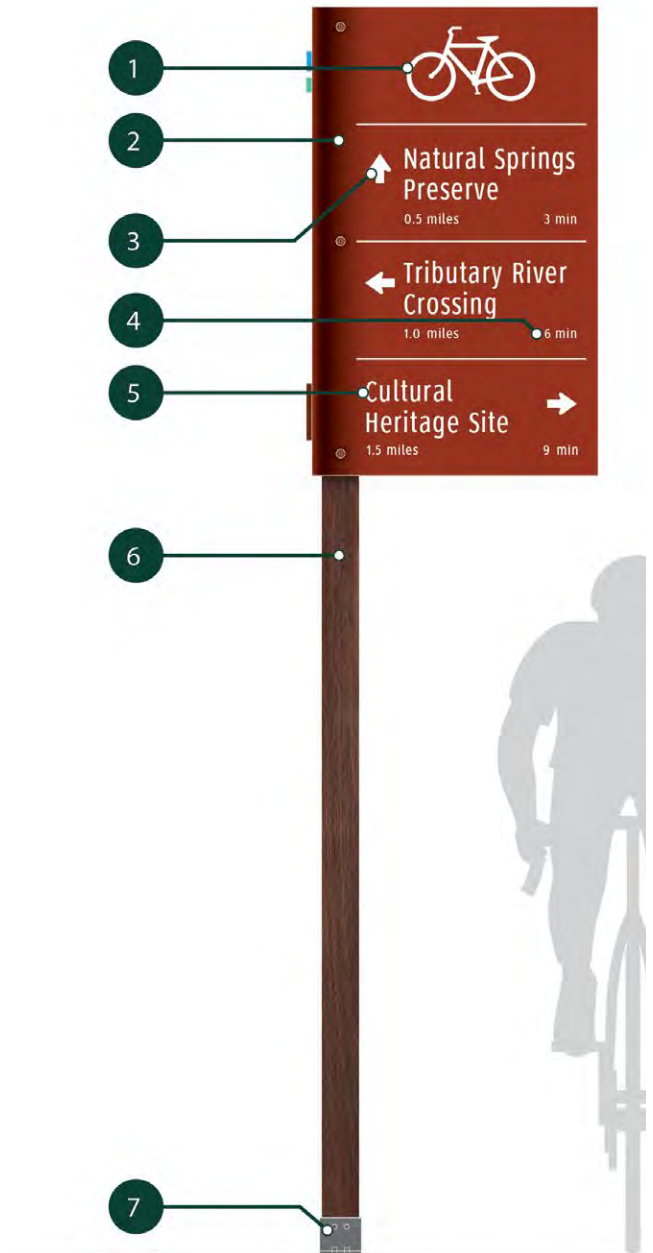 1
2
Natural Springs
Preserve
3
0.5 miles 3 min
Tributary River
Crossing
4
1.0 miles 6 min
5
Cultural
Heritage Site
1.5 miles 9 min
6
7